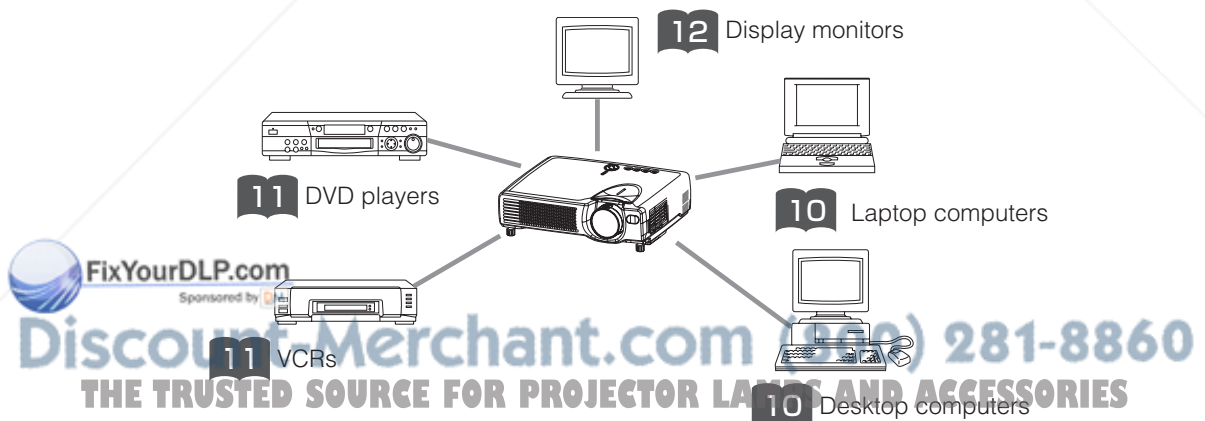 12 Display monitors
11 DVD players
10 Laptop computers
FixYourDLP.com
Sponsored by
11 VCRs
Discount-Merchant.com () 281-8860
THE TRUSTED SOURCE FOR PROJECTOR LAMPS AND ACCESSORIES
10 Desktop computers